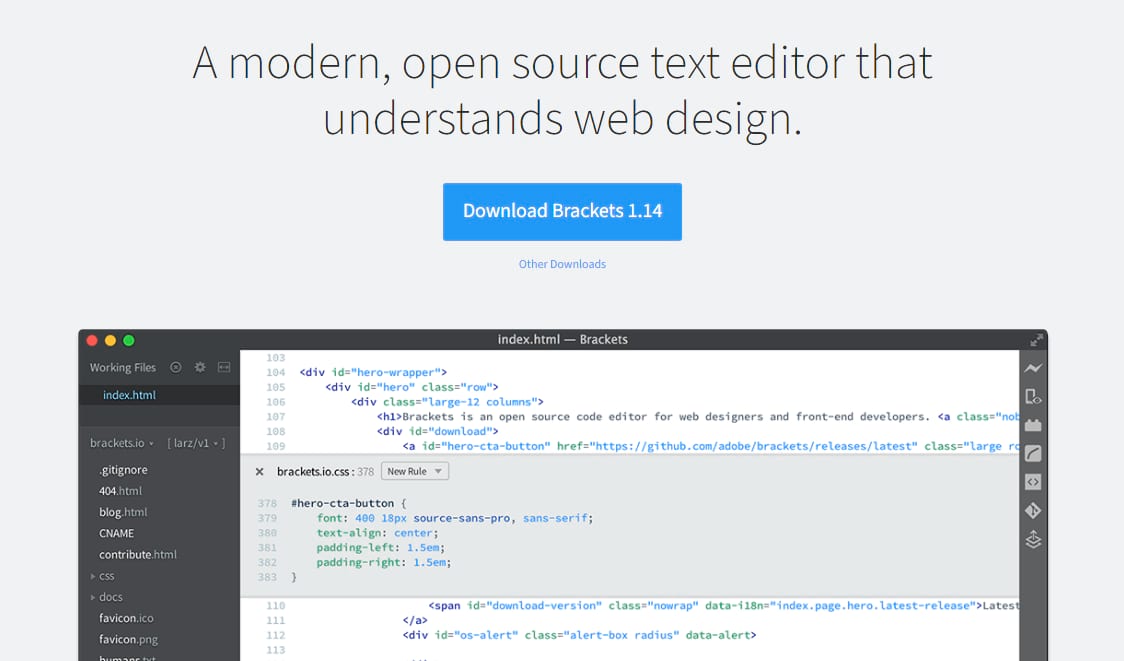 A modern, open source text editor that
understands web design.
Download Brackets 1.14
Other Downloads
index.html — Brackets
Working Files
index.html
brackets.io [ larz/v1 ]
.gitignore
404.html
blog.html
CNAME
contribute.html
css
docs
favicon.ico
favicon.png
humans.txt
103
104 <div id="hero-wrapper">
105 <div id="hero" class="row">
106 <div class="large-12 columns">
107 <h1>Brackets is an open source code editor for web designers and front-end developers. <a class="nob
108 <div id="download">
109 <a id="hero-cta-button" href="https://github.com/adobe/brackets/releases/latest" class="large ro
× brackets.io.css : 378 New Rule
378 #hero-cta-button {
379 font: 400 18px source-sans-pro, sans-serif;
380 text-align: center;
381 padding-left: 1.5em;
382 padding-right: 1.5em;
383 }
110 <span id="download-version" class="nowrap" data-i18n="index.page.hero.latest-release">Latest
111 </a>
112 <div id="os-alert" class="alert-box radius" data-alert>
113